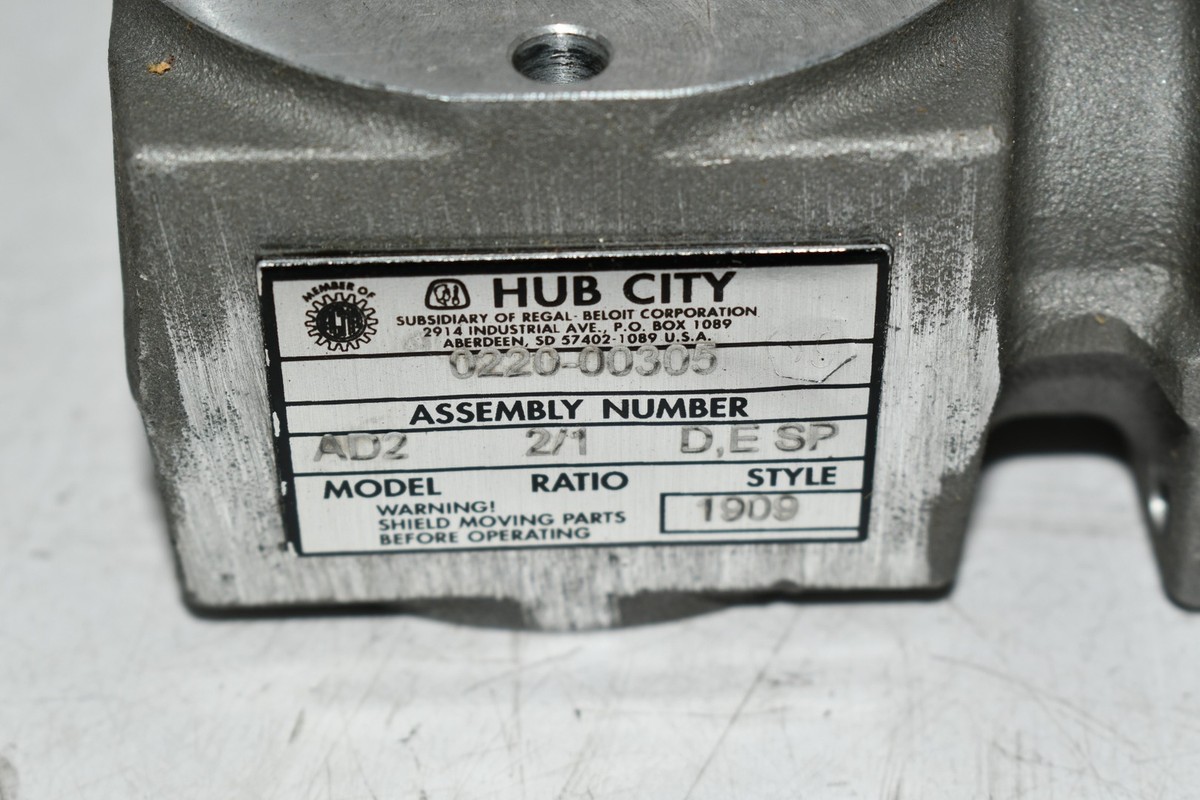 MEMBER OF
HUB CITY
SUBSIDIARY OF REGAL-BELOIT CORPORATION
2914 INDUSTRIAL AVE., P.O. BOX 1089
ABERDEEN, SD 57402-1089 U.S.A.
0220-00305
ASSEMBLY NUMBER
AD2 2/1 D,E SP
MODEL RATIO STYLE
WARNING!
SHIELD MOVING PARTS
BEFORE OPERATING
1909